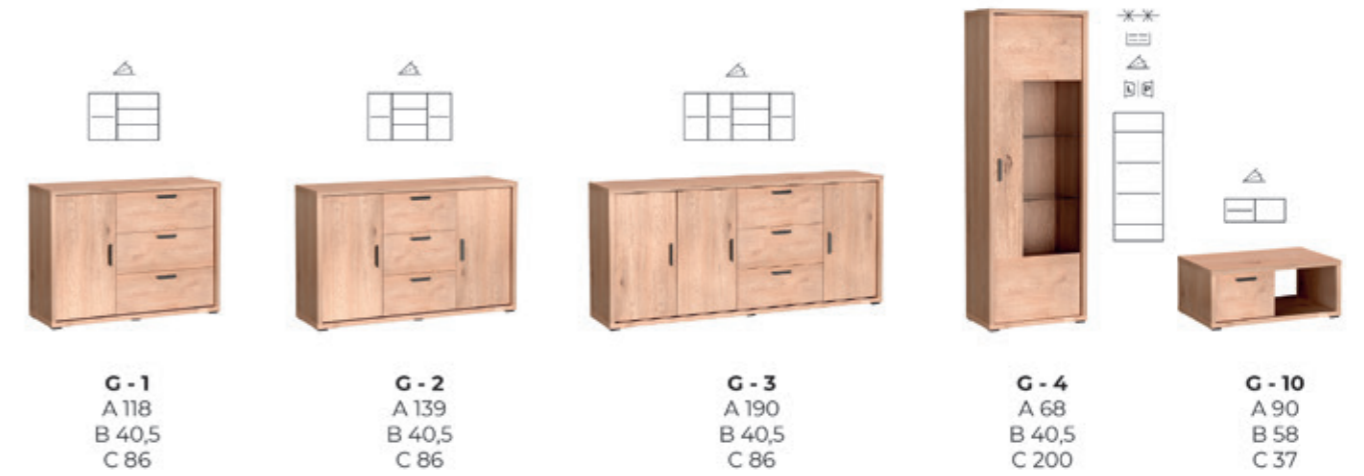 L P
G - 1
A 118
B 40,5
C 86
G - 2
A 139
B 40,5
C 86
G - 3
A 190
B 40,5
C 86
G - 4
A 68
B 40,5
C 200
G - 10
A 90
B 58
C 37